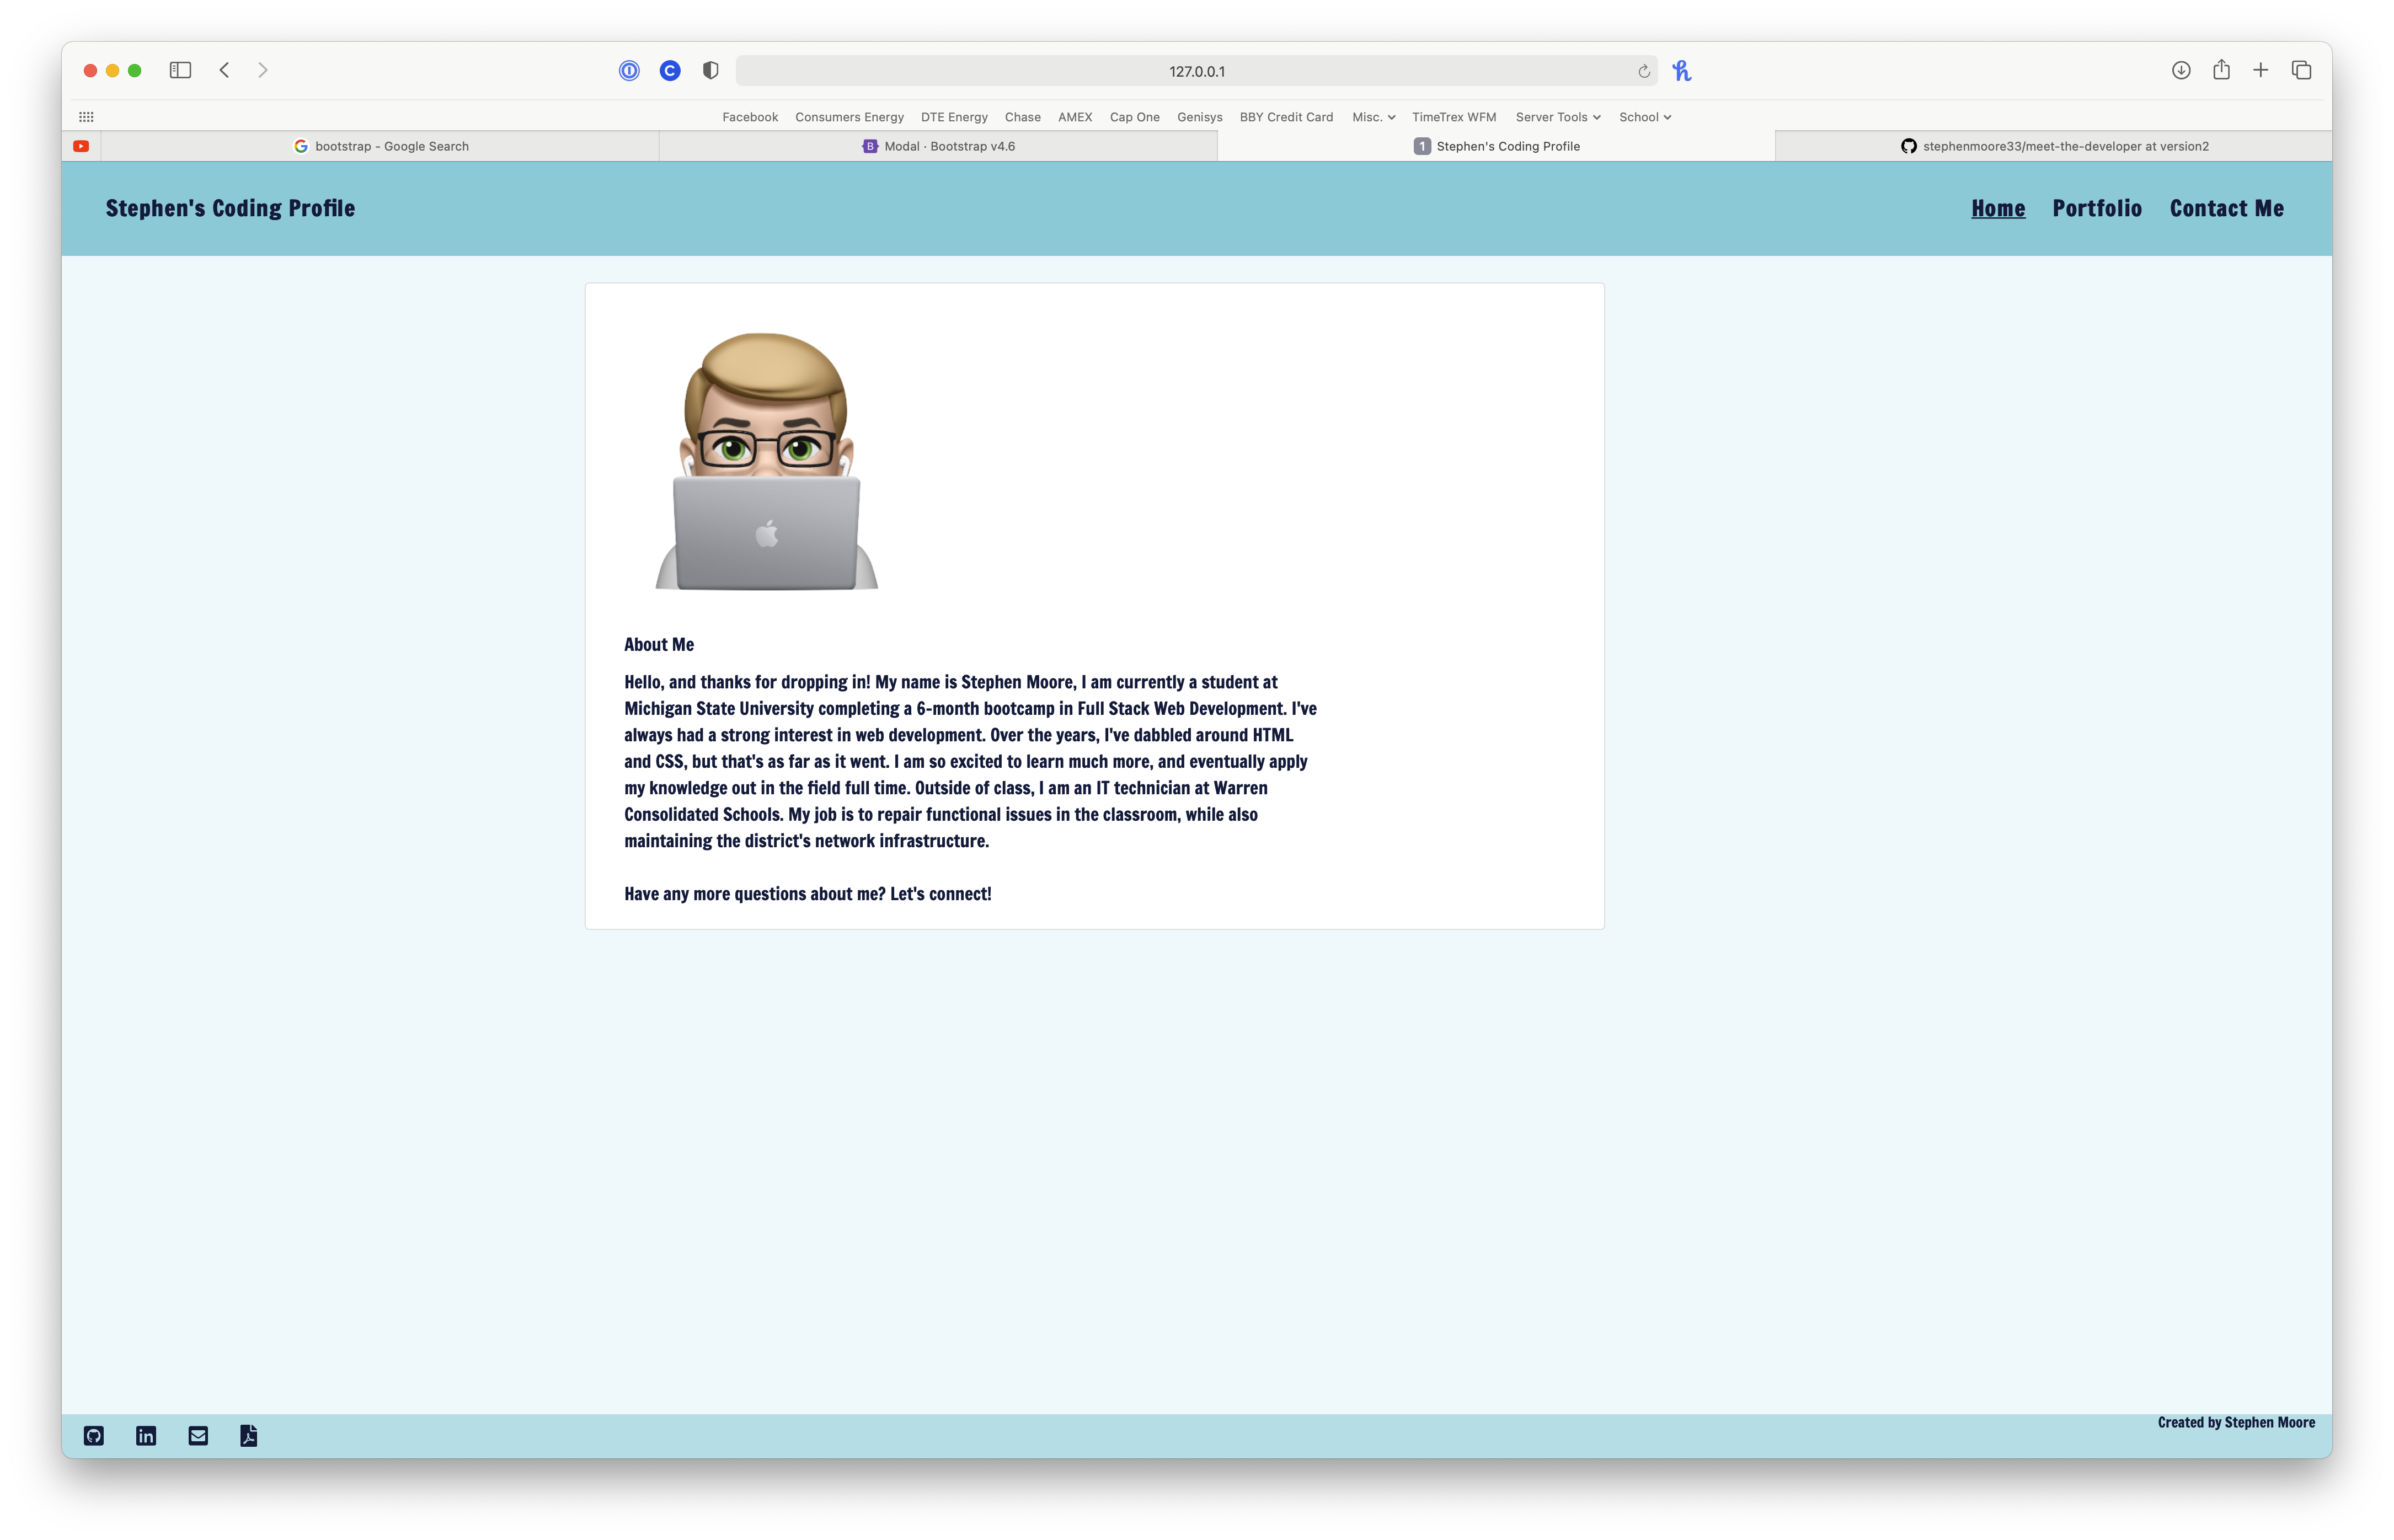 127.0.0.1
Facebook Consumers Energy DTE Energy Chase AMEX Cap One Genisys BBY Credit Card Misc. TimeTrex WFM Server Tools School
bootstrap - Google Search
B Modal · Bootstrap v4.6
1 Stephen's Coding Profile
stephenmoore33/meet-the-developer at version2
Stephen's Coding Profile
Home Portfolio Contact Me
About Me
Hello, and thanks for dropping in! My name is Stephen Moore, I am currently a student at
Michigan State University completing a 6-month bootcamp in Full Stack Web Development. I've
always had a strong interest in web development. Over the years, I've dabbled around HTML
and CSS, but that's as far as it went. I am so excited to learn much more, and eventually apply
my knowledge out in the field full time. Outside of class, I am an IT technician at Warren
Consolidated Schools. My job is to repair functional issues in the classroom, while also
maintaining the district's network infrastructure.
Have any more questions about me? Let's connect!
Created by Stephen Moore